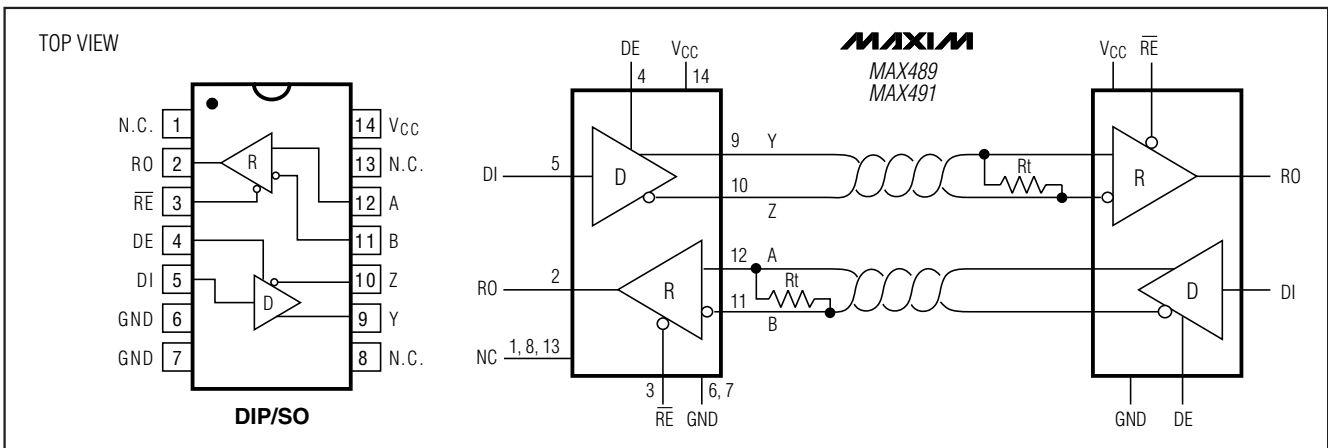 TOP VIEW
N.C. 1
RO 2
RE 3
DE 4
DI 5
GND 6
GND 7
14 VCC
13 N.C.
12 A
11 B
10 Z
9 Y
8 N.C.
R
D
DIP/SO
MAXIM
MAX489
MAX491
DE
4
VCC
14
DI 5
D
9 Y
10
Z
Rt
RO 2
R
12 A
Rt
11
B
NC 1, 8, 13
3
RE
6, 7
GND
VCC
RE
R
RO
D
DI
GND
DE